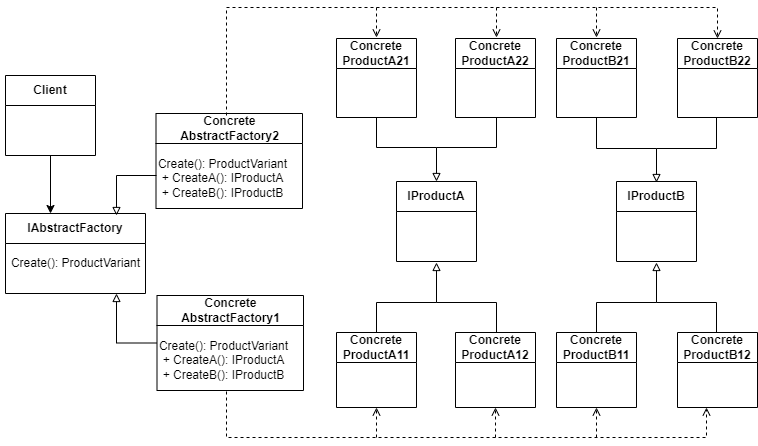 Concrete
ProductA21
Concrete
ProductA22
Concrete
ProductB21
Concrete
ProductB22
Client
Concrete
AbstractFactory2
Create(): ProductVariant
+ CreateA(): IProductA
+ CreateB(): IProductB
IProductA
IProductB
IAbstractFactory
Create(): ProductVariant
Concrete
AbstractFactory1
Create(): ProductVariant
+ CreateA(): IProductA
+ CreateB(): IProductB
Concrete
ProductA11
Concrete
ProductA12
Concrete
ProductB11
Concrete
ProductB12